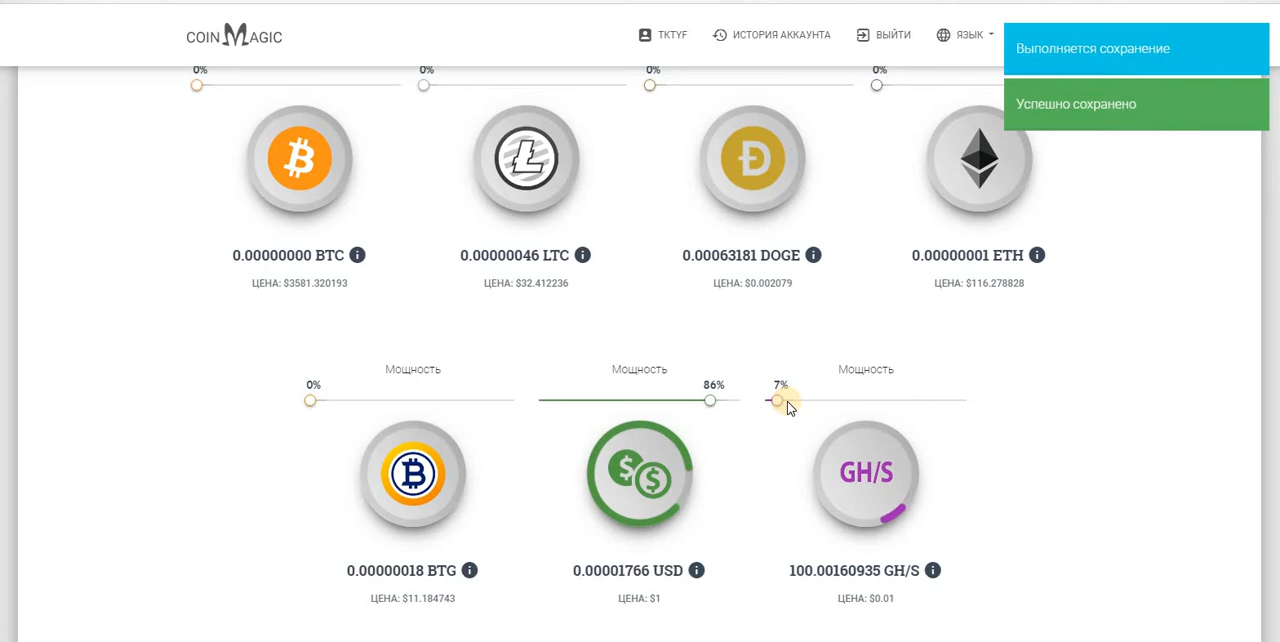 COIN MAGIC
TKTYF
ИСТОРИЯ АККАУНТА
ВЫЙТИ
ЯЗЫК
Выполняется сохранение
Успешно сохранено
0%
0%
0%
0%
0.00000000 BTC
0.00000046 LTC
0.00063181 DOGE
0.00000001 ETH
ЦЕНА: $3581.320193
ЦЕНА: $32.412236
ЦЕНА: $0.002079
ЦЕНА: $116.278828
Мощность
Мощность
Мощность
0%
86%
7%
GH/S
0.00000018 BTG
0.00001766 USD
100.00160935 GH/S
ЦЕНА: $11.184743
ЦЕНА: $1
ЦЕНА: $0.01